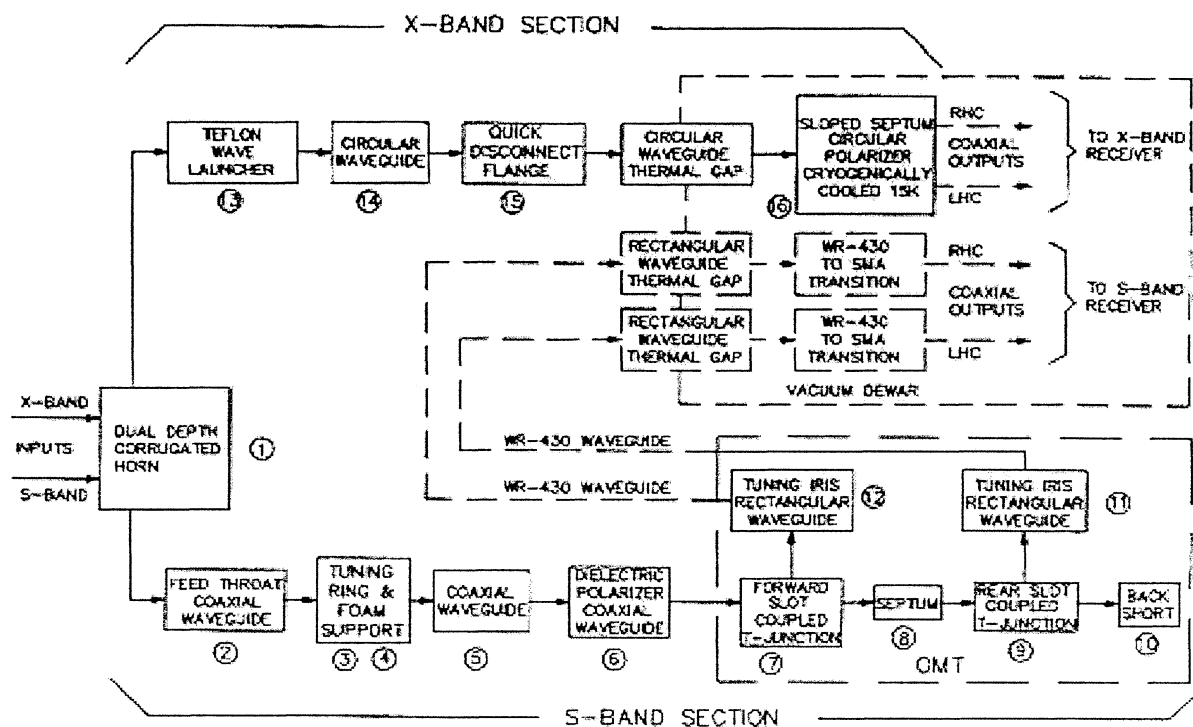 X-BAND SECTION
TEFLON
WAVE
LAUNCHER
13
CIRCULAR
WAVEGUIDE
14
QUICK
DISCONNECT
FLANGE
15
CIRCULAR
WAVEGUIDE
THERMAL GAP
16
SLOPED SEPTUM
CIRCULAR
POLARIZER
CRYOGENICALLY
COOLED 15K
RHC
COAXIAL
OUTPUTS
LHC
TO X-BAND
RECEIVER
RECTANGULAR
WAVEGUIDE
THERMAL GAP
WR-430
TO SMA
TRANSITION
RHC
COAXIAL
OUTPUTS
TO S-BAND
RECEIVER
RECTANGULAR
WAVEGUIDE
THERMAL GAP
WR-430
TO SMA
TRANSITION
LHC
VACUUM DEWAR
X-BAND
INPUTS
S-BAND
DUAL DEPTH
CORRUGATED
HORN
1
WR-430 WAVEGUIDE
WR-430 WAVEGUIDE
TUNING IRIS
RECTANGULAR
WAVEGUIDE
12
TUNING IRIS
RECTANGULAR
WAVEGUIDE
11
FEED THROAT
COAXIAL
WAVEGUIDE
2
TUNING
RING &
FOAM
SUPPORT
3
4
COAXIAL
WAVEGUIDE
5
DIELECTRIC
POLARIZER
COAXIAL
WAVEGUIDE
6
FORWARD
SLOT
COUPLED
T-JUNCTION
7
SEPTUM
8
REAR SLOT
COUPLED
T-JUNCTION
9
BACK
SHORT
10
OMT
S-BAND SECTION